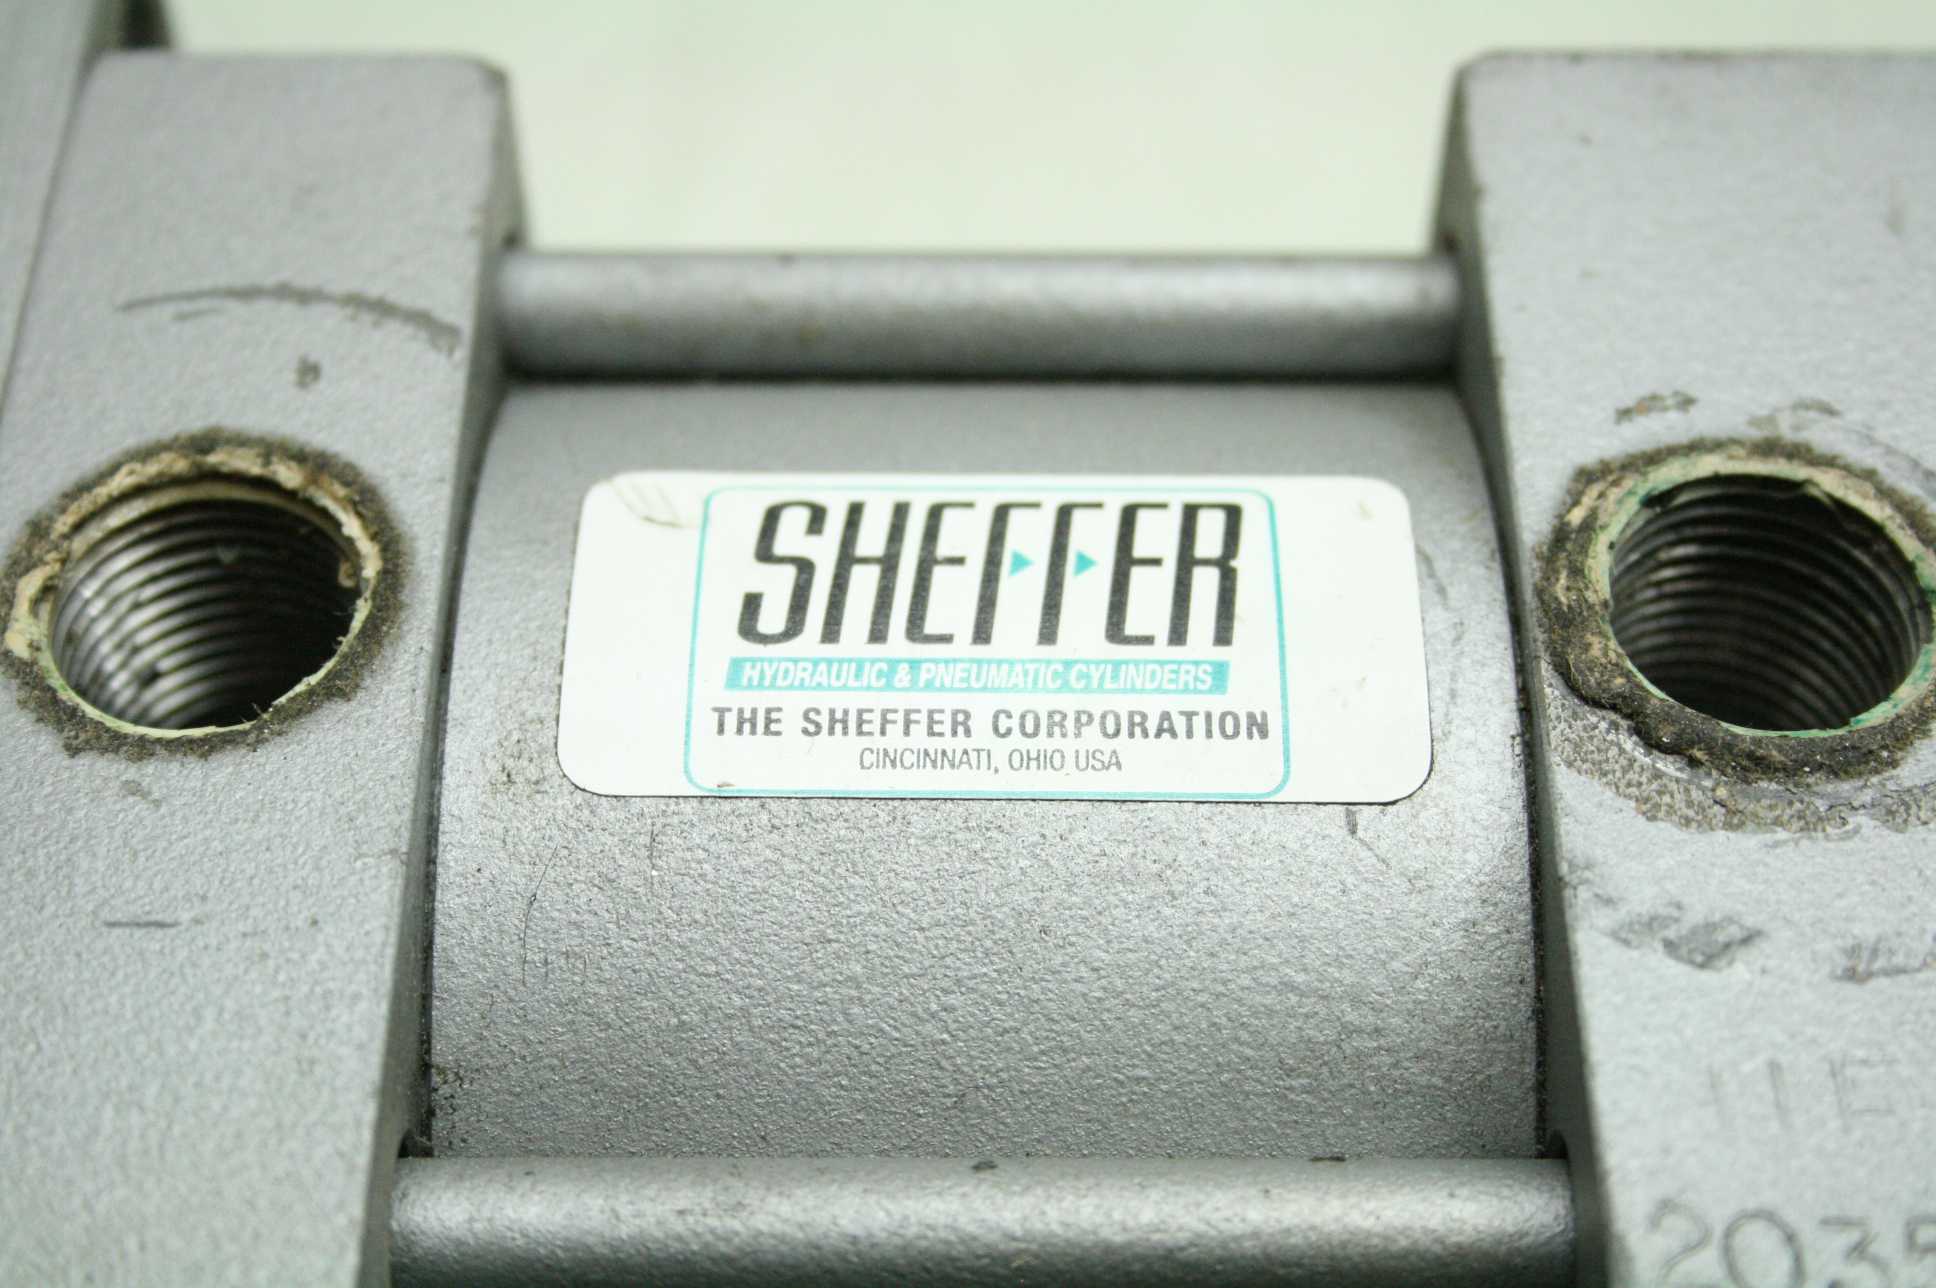 SHEFFER
HYDRAULIC & PNEUMATIC CYLINDERS
THE SHEFFER CORPORATION
CINCINNATI, OHIO USA